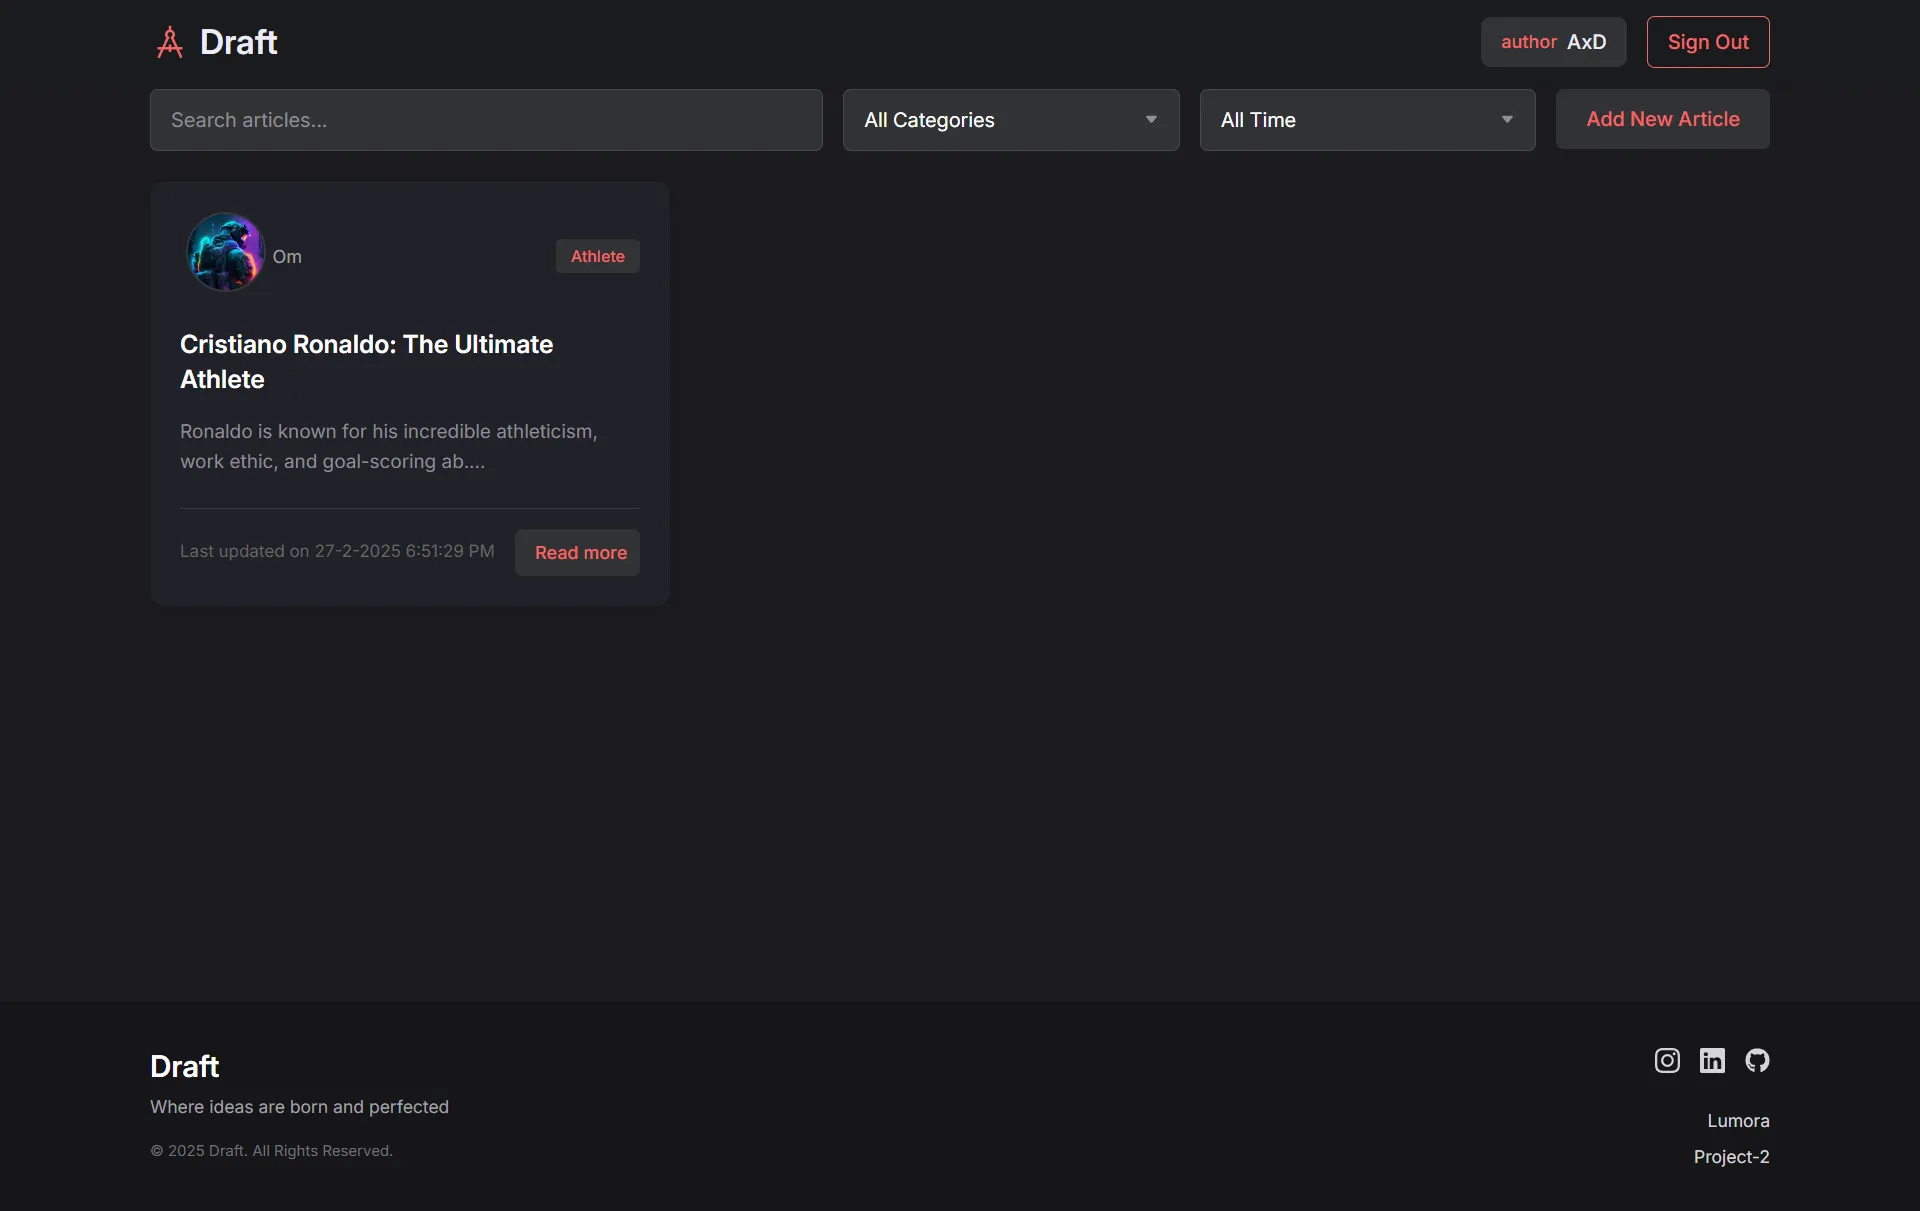 Draft
author AxD
Sign Out
Search articles...
All Categories
All Time
Add New Article
Om
Athlete
Cristiano Ronaldo: The Ultimate
Athlete
Ronaldo is known for his incredible athleticism,
work ethic, and goal-scoring ab....
Last updated on 27-2-2025 6:51:29 PM
Read more
Draft
Where ideas are born and perfected
© 2025 Draft. All Rights Reserved.
Lumora
Project-2